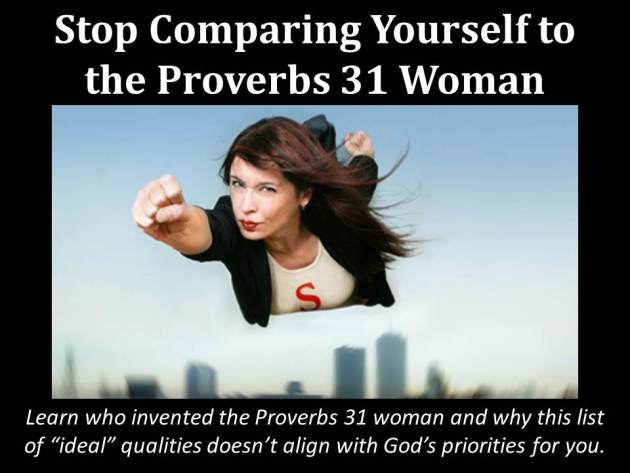 Stop Comparing Yourself to
the Proverbs 31 Woman
S
Learn who invented the Proverbs 31 woman and why this list
of “ideal” qualities doesn’t align with God’s priorities for you.